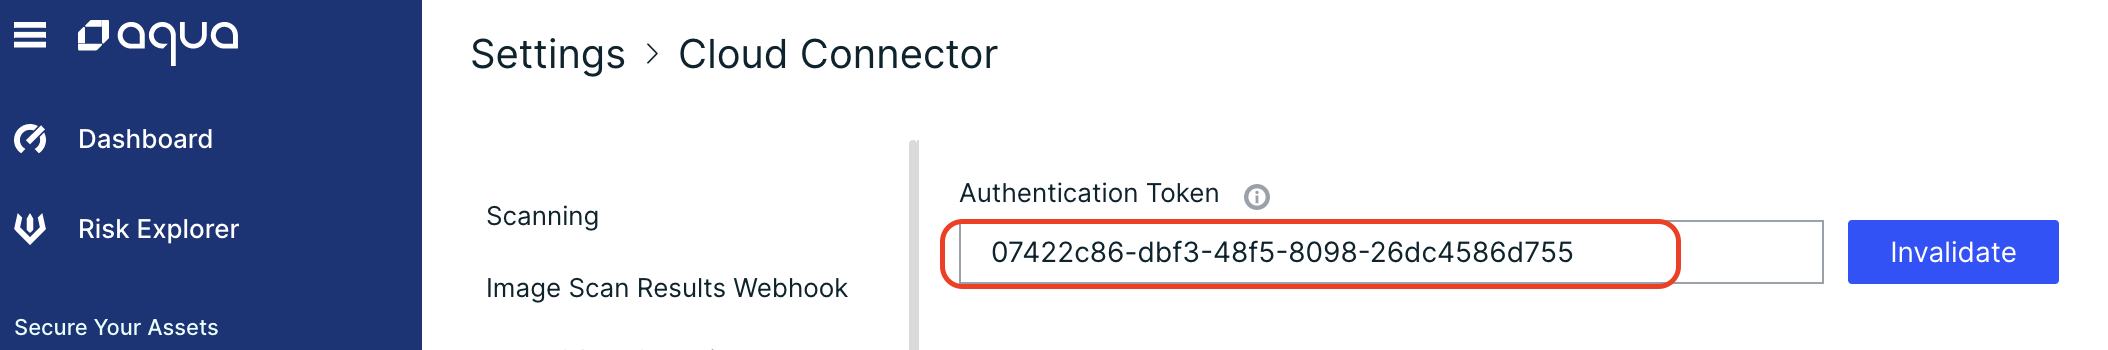 aqua
Settings > Cloud Connector
Dashboard
Risk Explorer
Secure Your Assets
Scanning
Image Scan Results Webhook
Authentication Token
07422c86-dbf3-48f5-8098-26dc4586d755
Invalidate